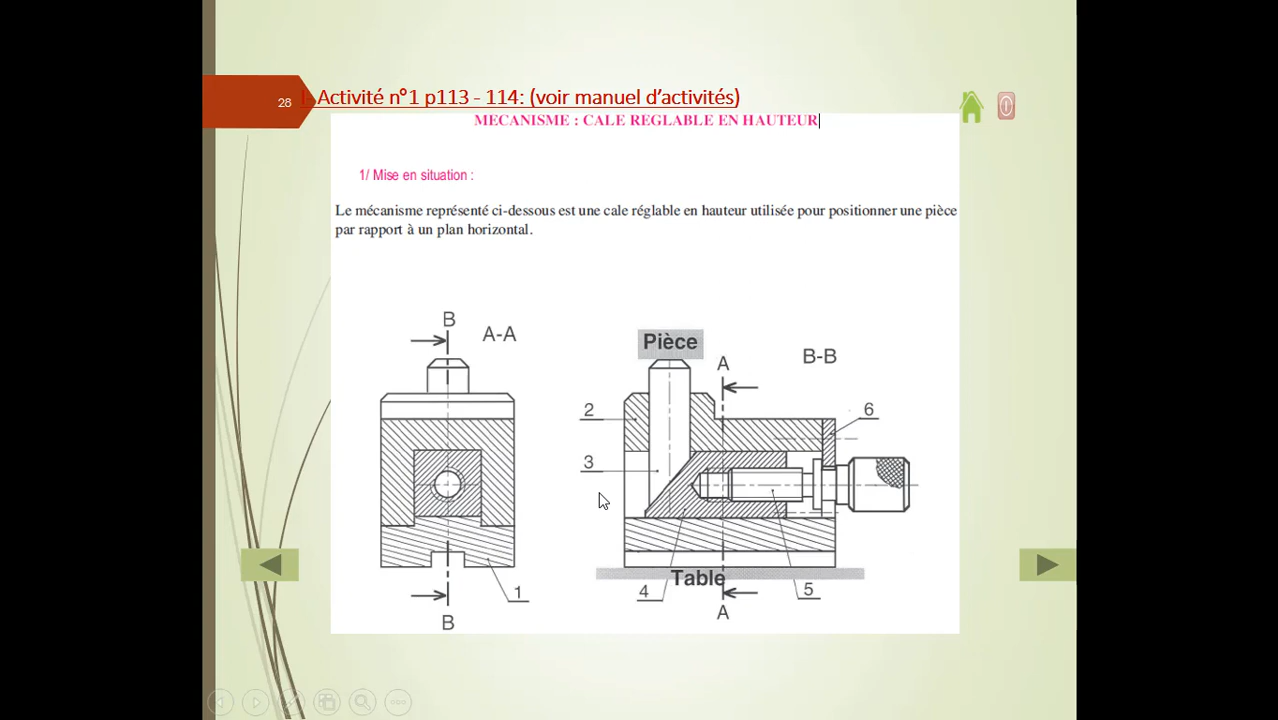 28
I- Activité n°1 p113 - 114: (voir manuel d'activités)
MECANISME : CALE REGLABLE EN HAUTEUR
1/ Mise en situation :
Le mécanisme représenté ci-dessous est une cale réglable en hauteur utilisée pour positionner une pièce
par rapport à un plan horizontal.
B
A-A
B
1
Pièce
A
B-B
2
6
3
Table
4
5
A